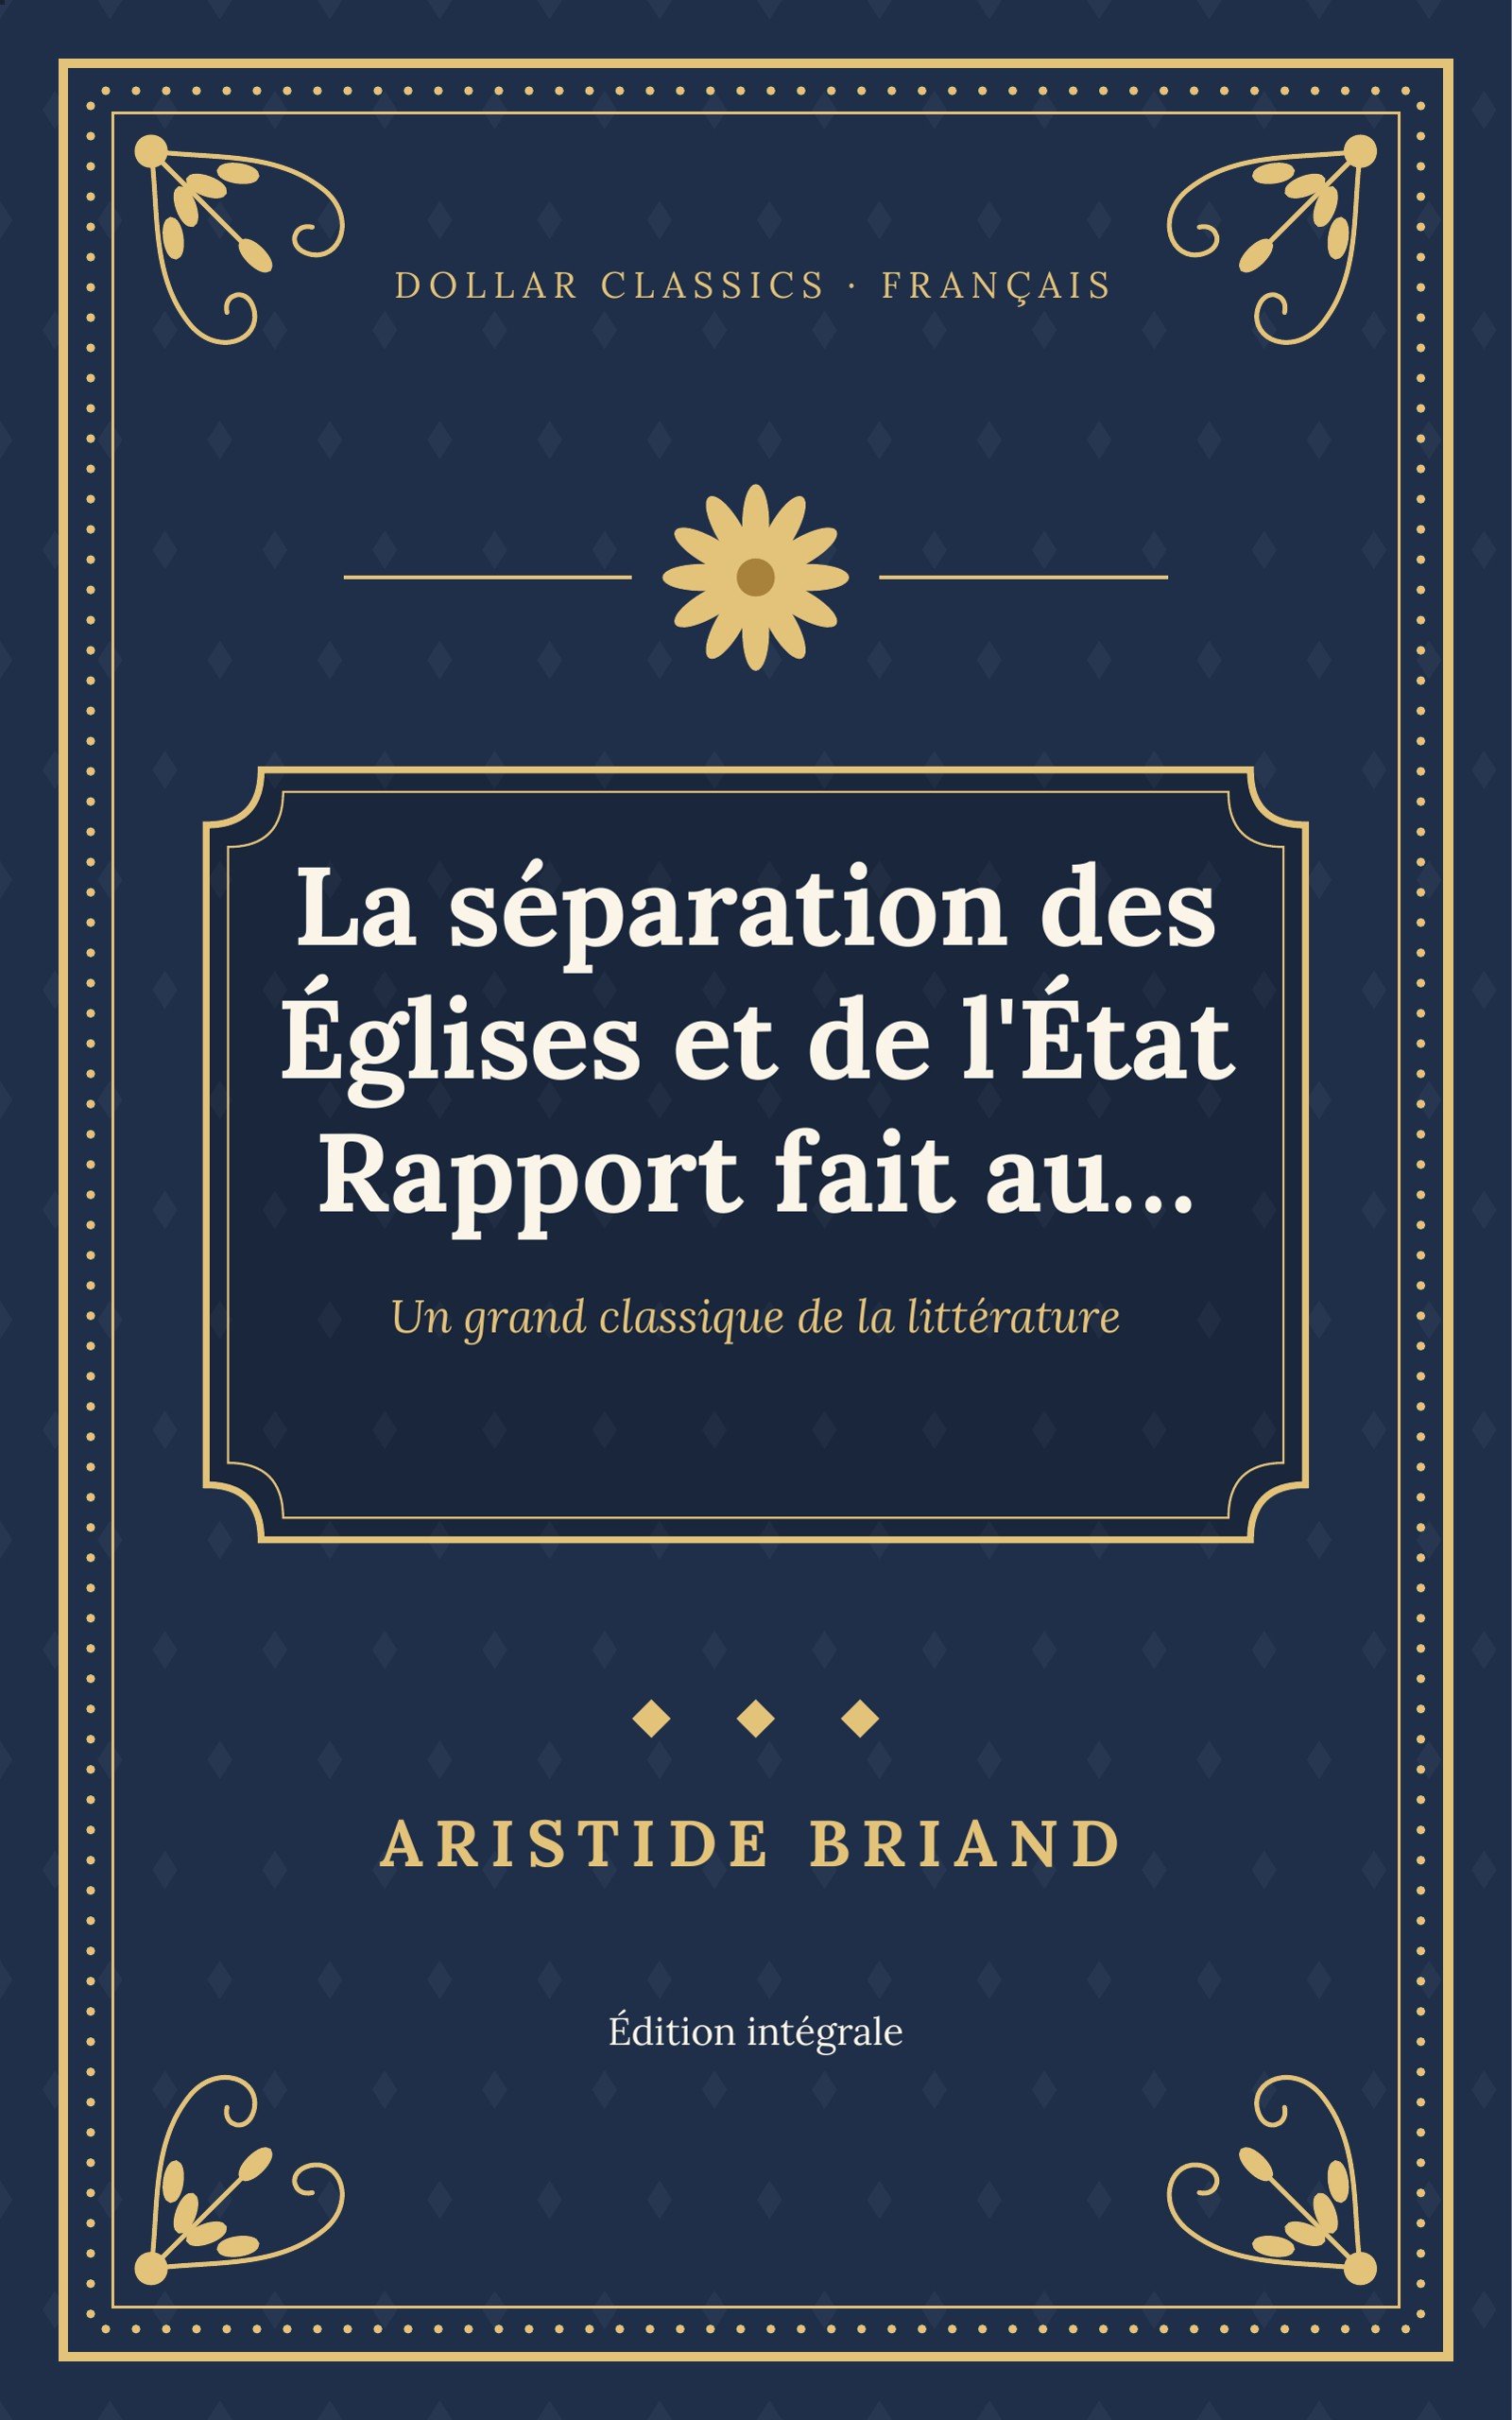 DOLLAR CLASSICS · FRANÇAIS
La séparation des
Églises et de l'État
Rapport fait au...
Un grand classique de la littérature
ARISTIDE BRIAND
Édition intégrale